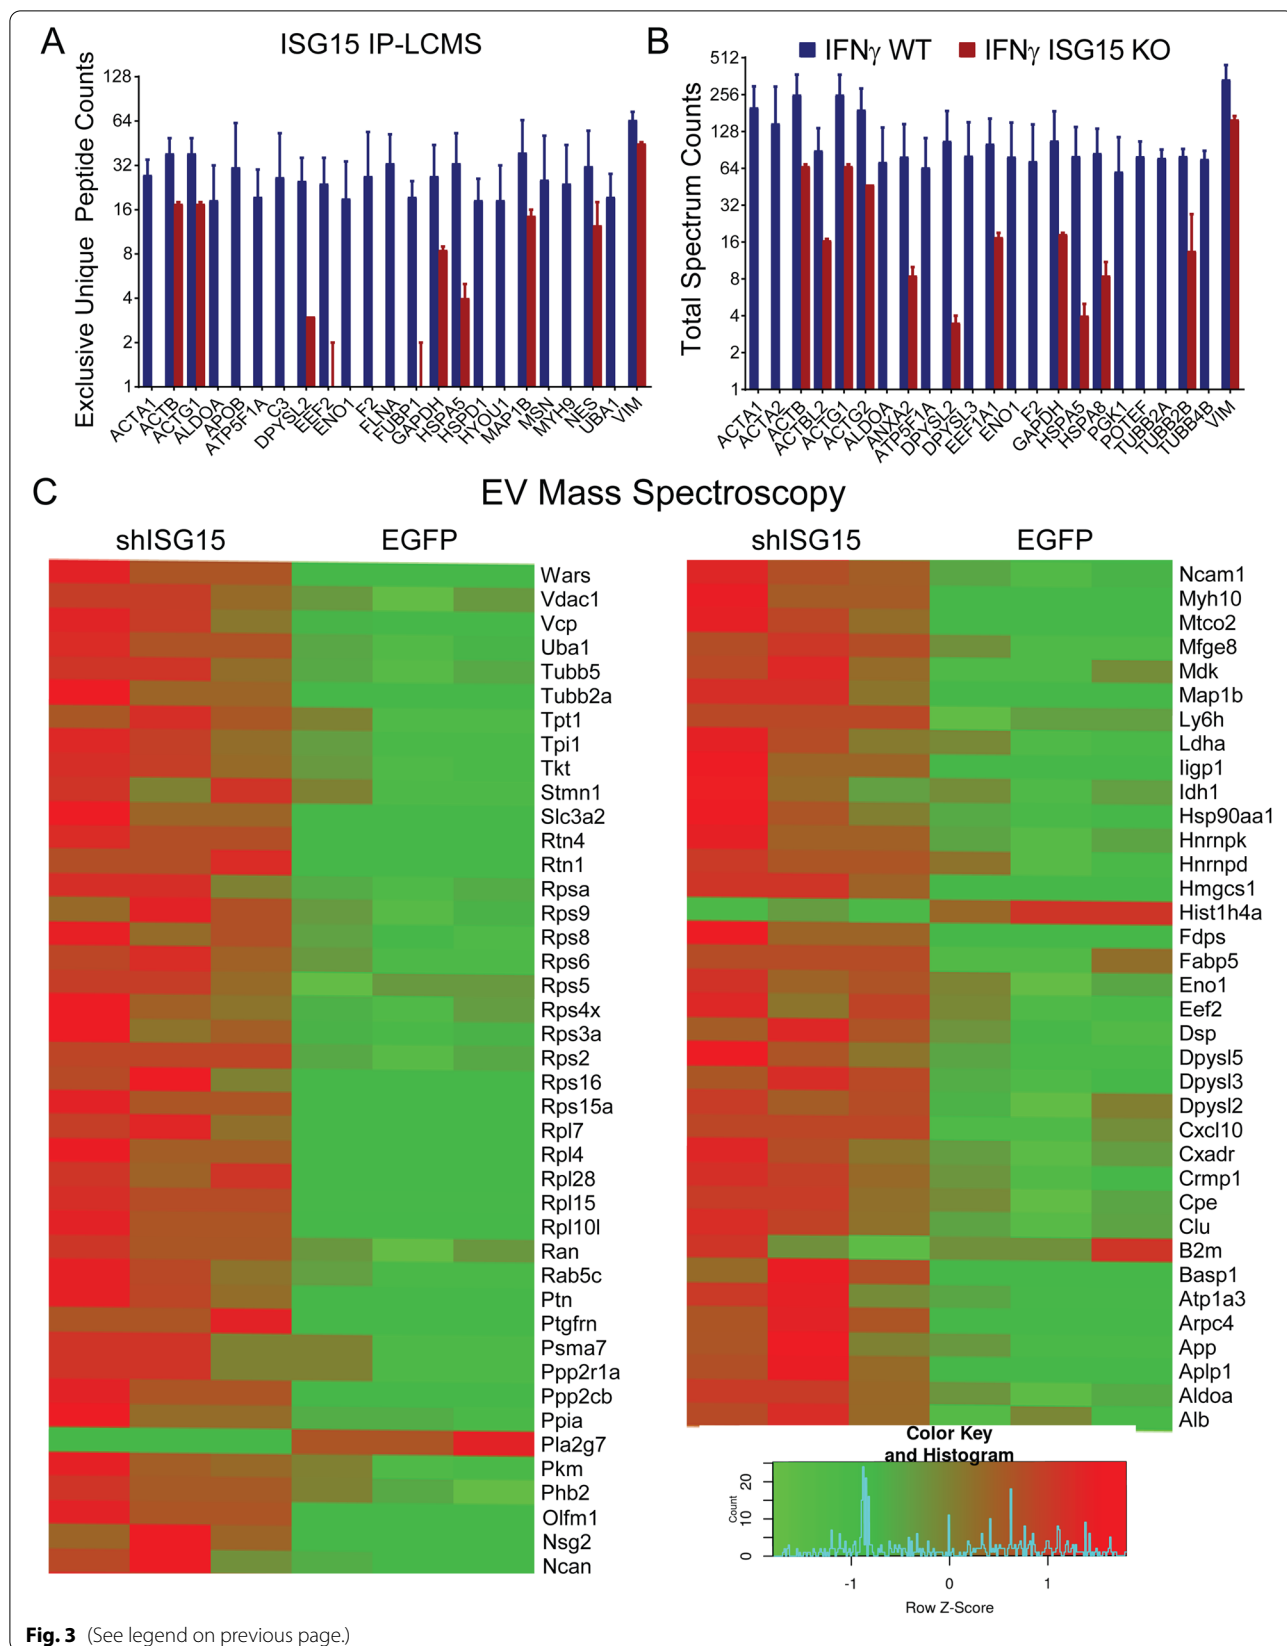 A
ISG15 IP-LCMS
Exclusive Unique Peptide Counts
128
64
32
16
8
4
2
1
ACTA1
ACTB
ACTG1
ALDOA
APOB
ATP5F1A
C3
DPYSL2
EEF2
ENO1
F2
FLNA
FUBP1
GAPDH
HSPA5
HSPD1
HYOU1
MAP1B
MSN
MYH9
NES
UBA1
VIM
B
IFNγ WT
IFNγ ISG15 KO
Total Spectrum Counts
512
256
128
64
32
16
8
4
2
1
ACTA1
ACTA2
ACTB
ACTBL2
ACTG1
ACTG2
ALDOA
ANXA2
ATP5F1A
DPYSL2
DPYSL3
EEF1A1
ENO1
F2
GAPDH
HSPA5
HSPA8
PGK1
POTEF
TUBB2A
TUBB2B
TUBB4B
VIM
C
EV Mass Spectroscopy
shISG15
EGFP
Wars
Vdac1
Vcp
Uba1
Tubb5
Tubb2a
Tpt1
Tpi1
Tkt
Stmn1
Slc3a2
Rtn4
Rtn1
Rpsa
Rps9
Rps8
Rps6
Rps5
Rps4x
Rps3a
Rps2
Rps16
Rps15a
Rpl7
Rpl4
Rpl28
Rpl15
Rpl10l
Ran
Rab5c
Ptn
Ptgfrn
Psma7
Ppp2r1a
Ppp2cb
Ppia
Pla2g7
Pkm
Phb2
Olfm1
Nsg2
Ncan
shISG15
EGFP
Ncam1
Myh10
Mtco2
Mfge8
Mdk
Map1b
Ly6h
Ldha
Iigp1
Idh1
Hsp90aa1
Hnrnpk
Hnrnpd
Hmgcs1
Hist1h4a
Fdps
Fabp5
Eno1
Eef2
Dsp
Dpysl5
Dpysl3
Dpysl2
Cxcl10
Cxadr
Crmp1
Cpe
Clu
B2m
Basp1
Atp1a3
Arpc4
App
Aplp1
Aldoa
Alb
Color Key
and Histogram
Count
20
10
0
-1
0
1
Row Z-Score
Fig. 3 (See legend on previous page.)